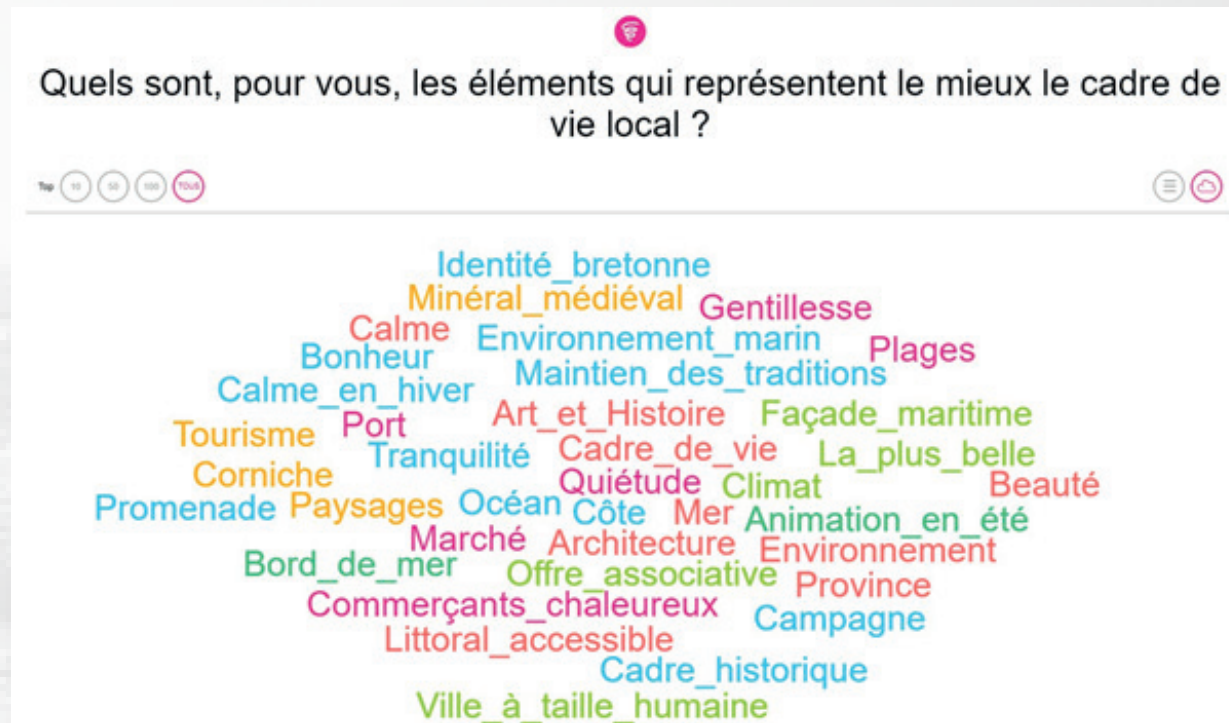 Quels sont, pour vous, les éléments qui représentent le mieux le cadre de
vie local ?
Top 10 50 100 TOUS
Identité_bretonne
Minéral_médiéval Gentillesse
Calme Environnement_marin Plages
Bonheur Maintien_des_traditions
Calme_en_hiver
Art_et_Histoire Façade_maritime
Tourisme Port
Tranquilité Cadre_de_vie La_plus_belle
Corniche Quiétude Climat Beauté
Promenade Paysages Océan Côte Mer Animation_en_été
Marché Architecture Environnement
Bord_de_mer Offre_associative Province
Commerçants_chaleureux Campagne
Littoral_accessible
Cadre_historique
Ville_à_taille_humaine